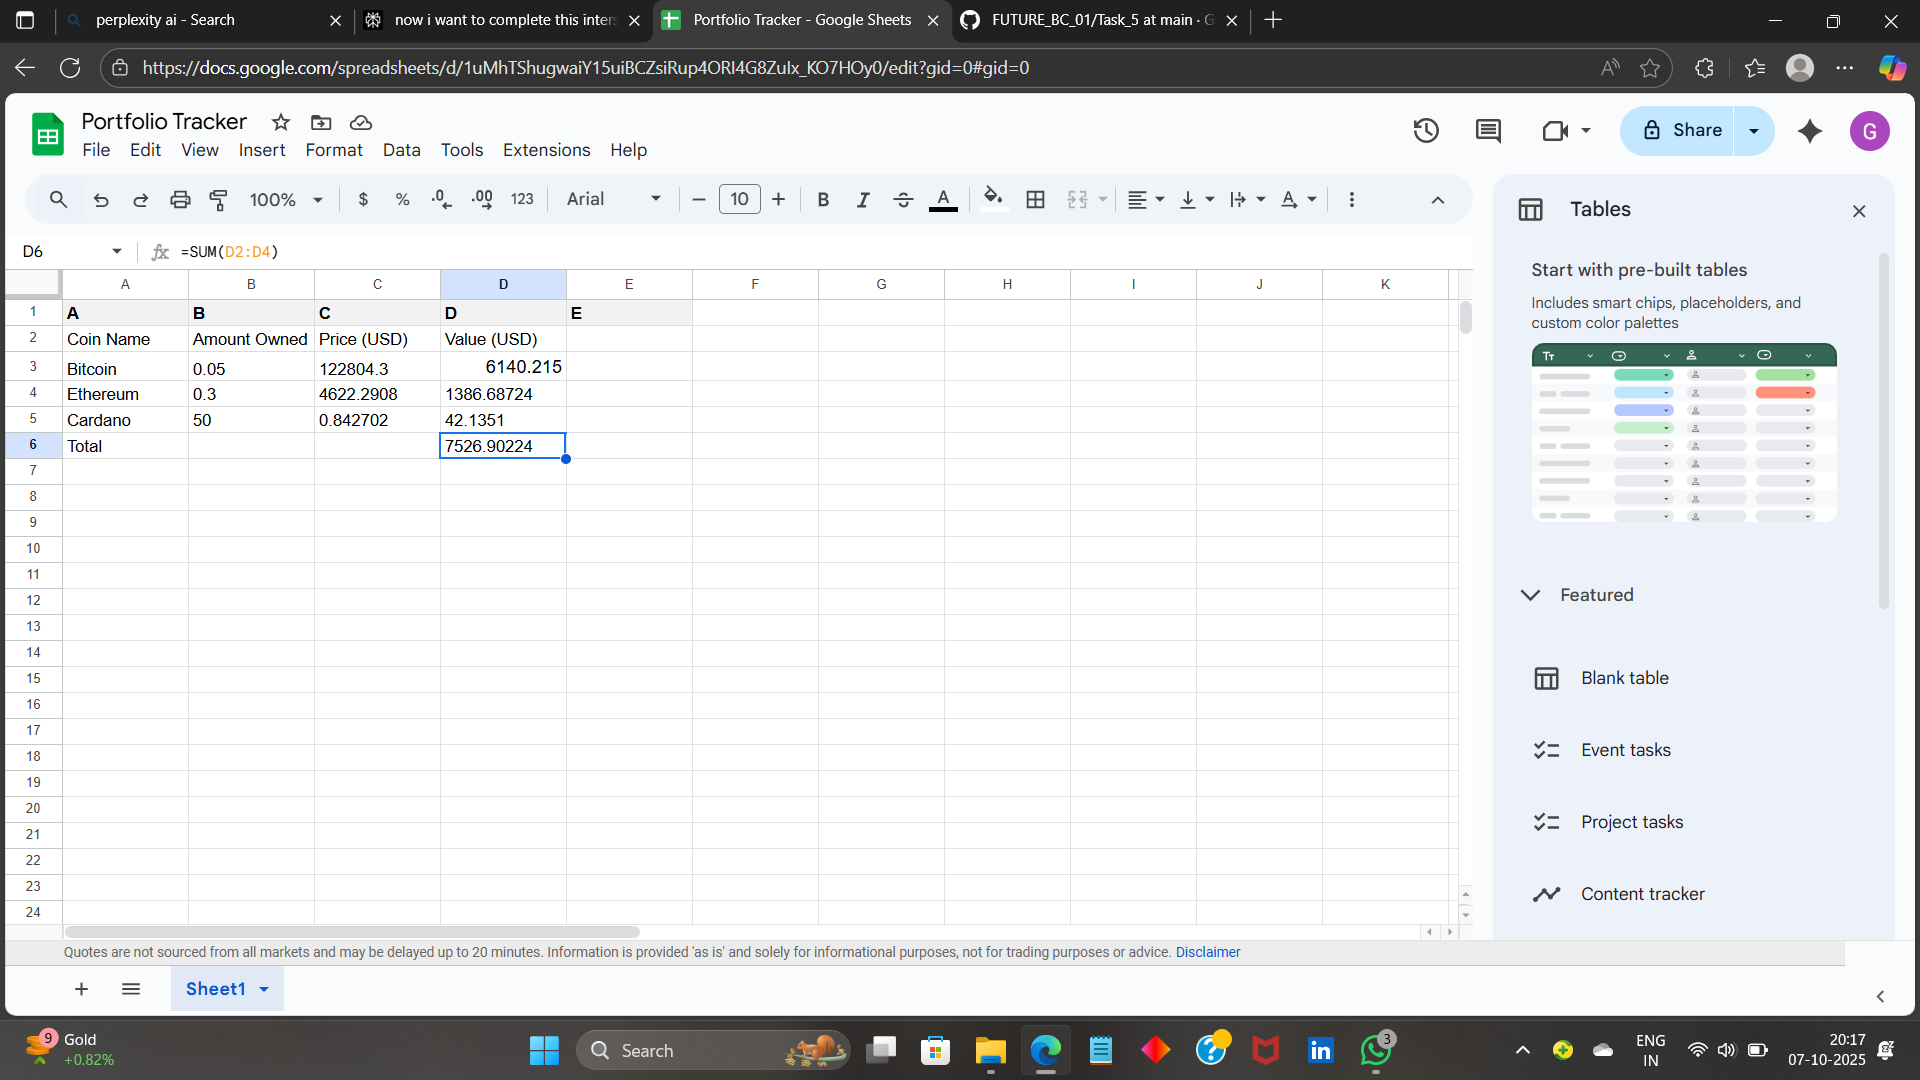 perplexity ai - Search
now i want to complete this inter
Portfolio Tracker - Google Sheets
FUTURE_BC_01/Task_5 at main · G
https://docs.google.com/spreadsheets/d/1uMhTShugwaiY15uiBCZsiRup4ORI4G8Zulx_KO7HOy0/edit?gid=0#gid=0
Portfolio Tracker
File Edit View Insert Format Data Tools Extensions Help
Share
G
100% $ % .0 .00 123 Arial 10 B I S A
D6 fx =SUM(D2:D4)
A B C D E F G H I J K
1 A B C D E
2 Coin Name Amount Owned Price (USD) Value (USD)
3 Bitcoin 0.05 122804.3 6140.215
4 Ethereum 0.3 4622.2908 1386.68724
5 Cardano 50 0.842702 42.1351
6 Total 7526.90224
7
8
9
10
11
12
13
14
15
16
17
18
19
20
21
22
23
24
Tables
Start with pre-built tables
Includes smart chips, placeholders, and
custom color palettes
Tr
Featured
Blank table
Event tasks
Project tasks
Content tracker
Quotes are not sourced from all markets and may be delayed up to 20 minutes. Information is provided 'as is' and solely for informational purposes, not for trading purposes or advice. Disclaimer
Sheet1
9
Gold
+0.82%
Search
3
ENG
IN
20:17
07-10-2025